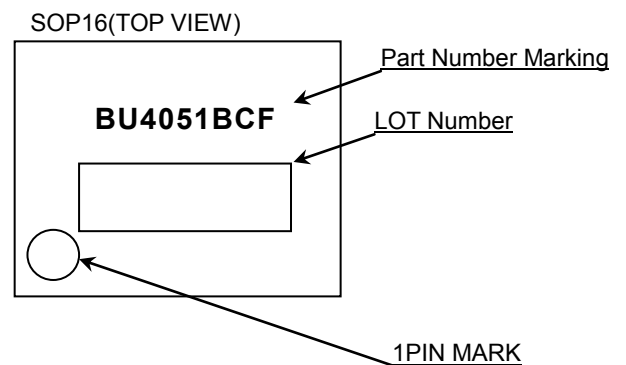 SOP16(TOP VIEW)
Part Number Marking
BU4051BCF
LOT Number
1PIN MARK